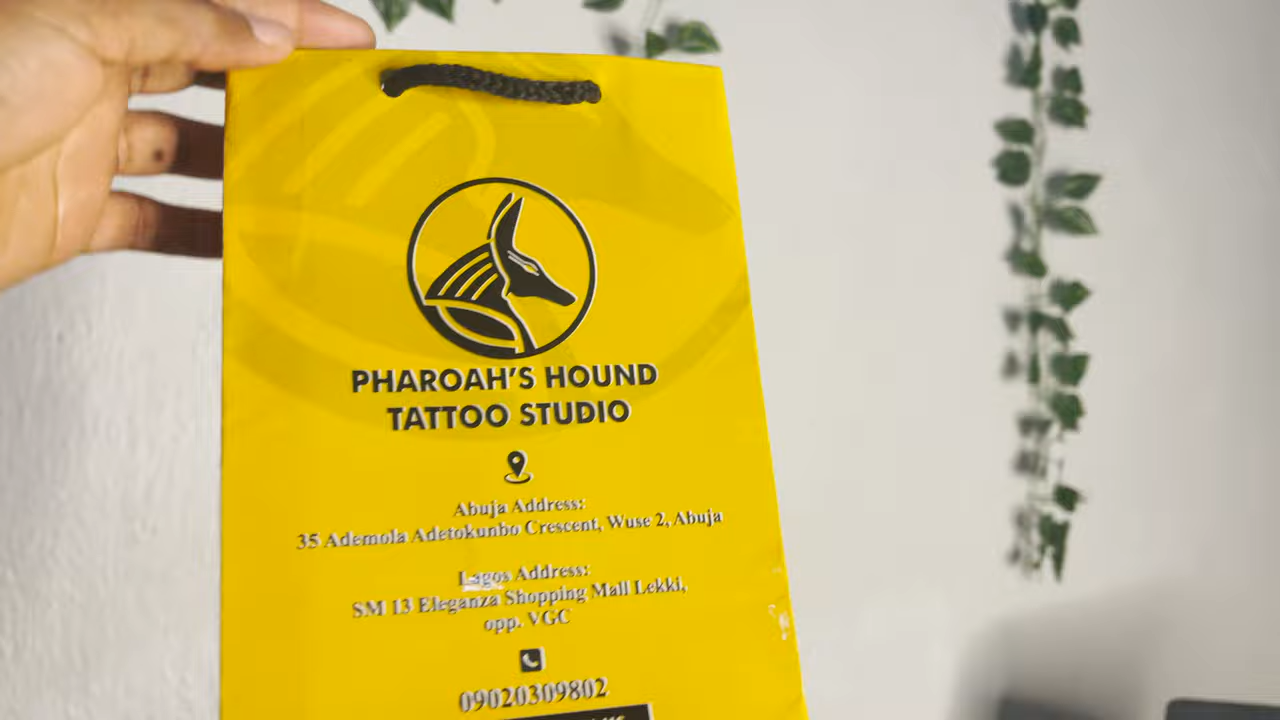 PHAROAH'S HOUND
TATTOO STUDIO
Abuja Address:
35 Ademola Adetokunbo Crescent, Wuse 2, Abuja
Lagos Address:
SM 13 Eleganza Shopping Mall Lekki,
opp. VGC
09020309802